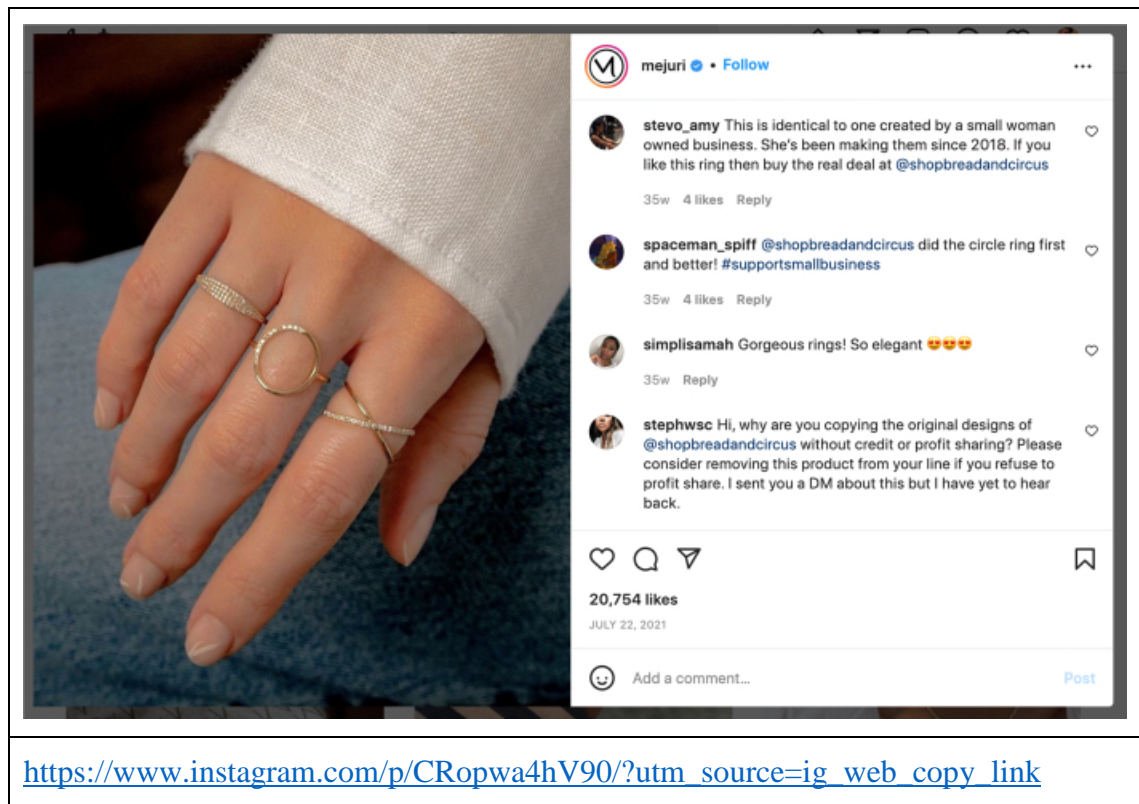 mejuri • Follow
stevo_amy This is identical to one created by a small woman
owned business. She's been making them since 2018. If you
like this ring then buy the real deal at @shopbreadandcircus
35w 4 likes Reply
spaceman_spiff @shopbreadandcircus did the circle ring first
and better! #supportsmallbusiness
35w 4 likes Reply
simplisamah Gorgeous rings! So elegant 😍😍😍
35w Reply
stephwsc Hi, why are you copying the original designs of
@shopbreadandcircus without credit or profit sharing? Please
consider removing this product from your line if you refuse to
profit share. I sent you a DM about this but I have yet to hear
back.
20,754 likes
JULY 22, 2021
Add a comment...
Post
https://www.instagram.com/p/CRopwa4hV90/?utm_source=ig_web_copy_link